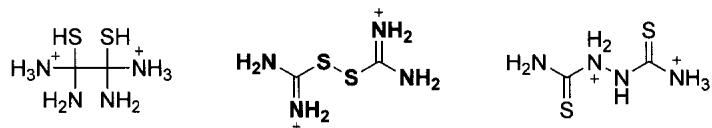 HS SH
H3N+ +NH3
H2N NH2
+NH2
H2N S S NH2
NH2+
H2 S
H2N N+ N +NH3
S H